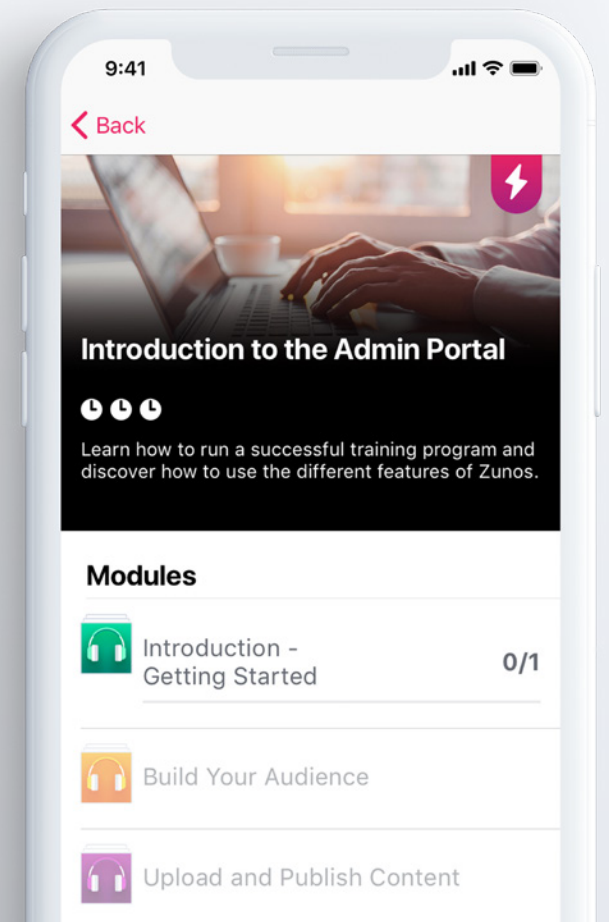 9:41
Back
Introduction to the Admin Portal
Learn how to run a successful training program and
discover how to use the different features of Zunos.
Modules
Introduction -
Getting Started
0/1
Build Your Audience
Upload and Publish Content